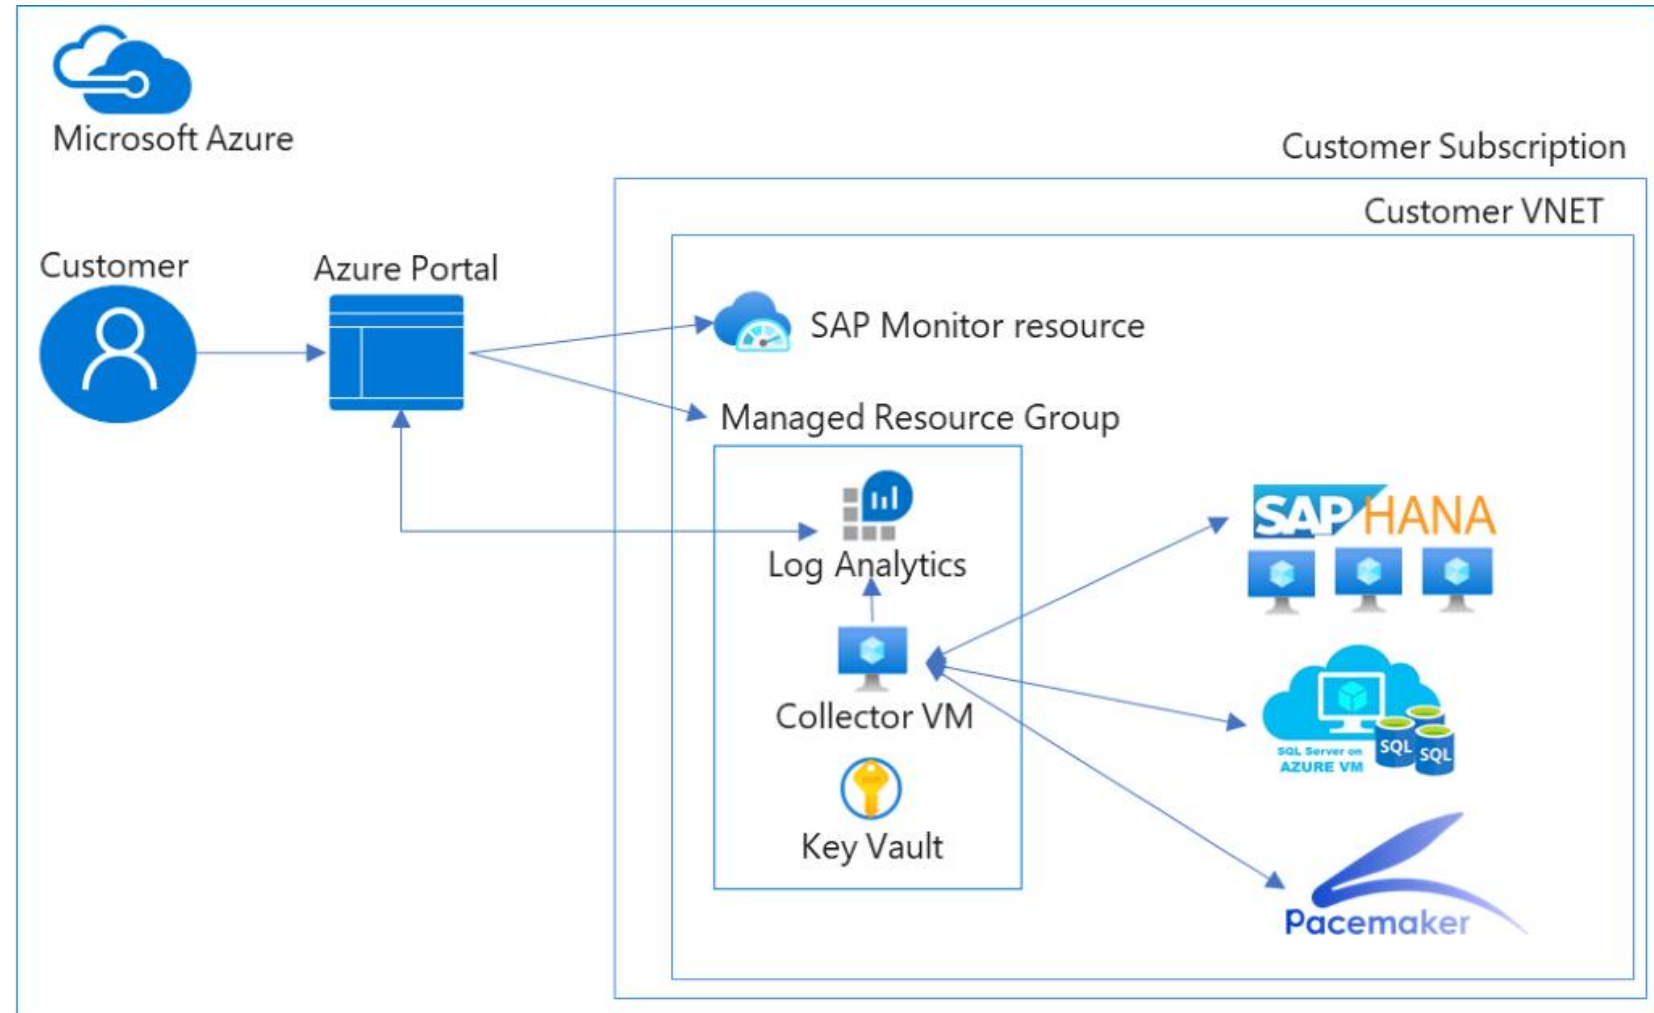 Microsoft Azure
Customer Subscription
Customer VNET
Customer
Azure Portal
SAP Monitor resource
Managed Resource Group
Log Analytics
SAP HANA
Collector VM
SQL Server on
AZURE VM
SQL
SQL
Key Vault
Pacemaker